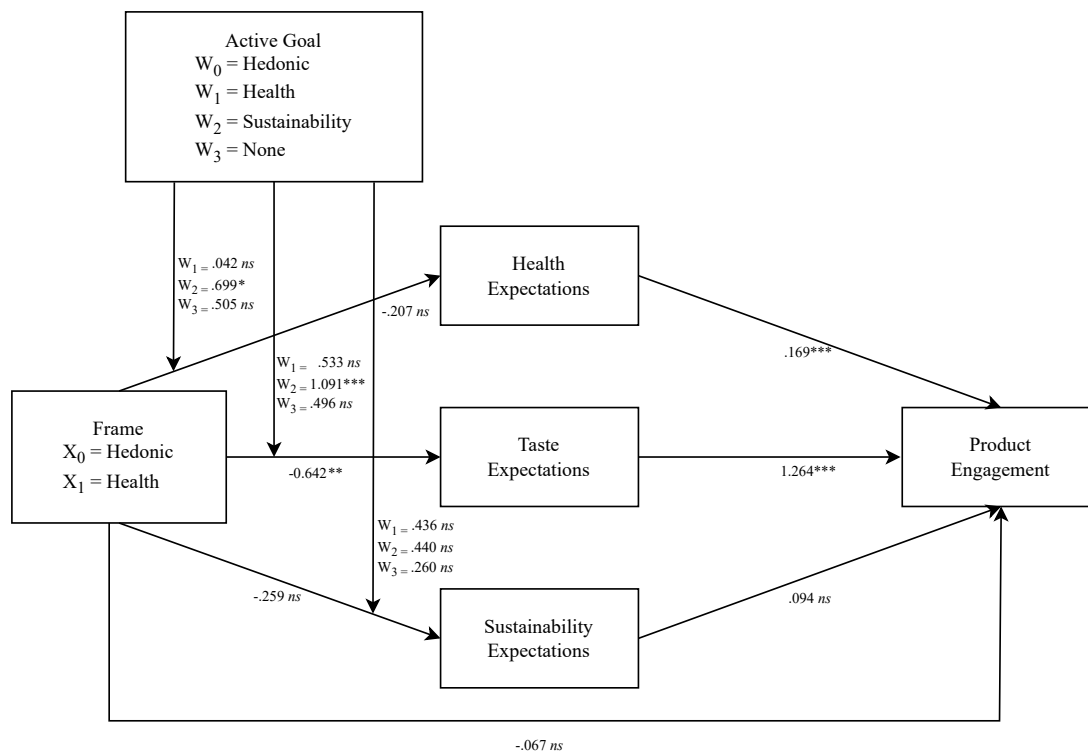 Active Goal
W0 = Hedonic
W1 = Health
W2 = Sustainability
W3 = None
W1 = .042 ns
W2 = .699*
W3 = .505 ns
Health
Expectations
-.207 ns
.169***
W1 = .533 ns
W2 = 1.091***
W3 = .496 ns
Frame
X0 = Hedonic
X1 = Health
-0.642**
Taste
Expectations
1.264***
Product
Engagement
W1 = .436 ns
W2 = .440 ns
W3 = .260 ns
-.259 ns
Sustainability
Expectations
.094 ns
-.067 ns